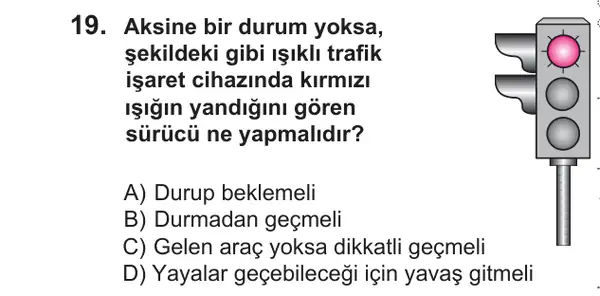 19. Aksine bir durum yoksa,
şekildeki gibi ışıklı trafik
işaret cihazında kırmızı
ışığın yandığını gören
sürücü ne yapmalıdır?
A) Durup beklemeli
B) Durmadan geçmeli
C) Gelen araç yoksa dikkatli geçmeli
D) Yayalar geçebileceği için yavaş gitmeli